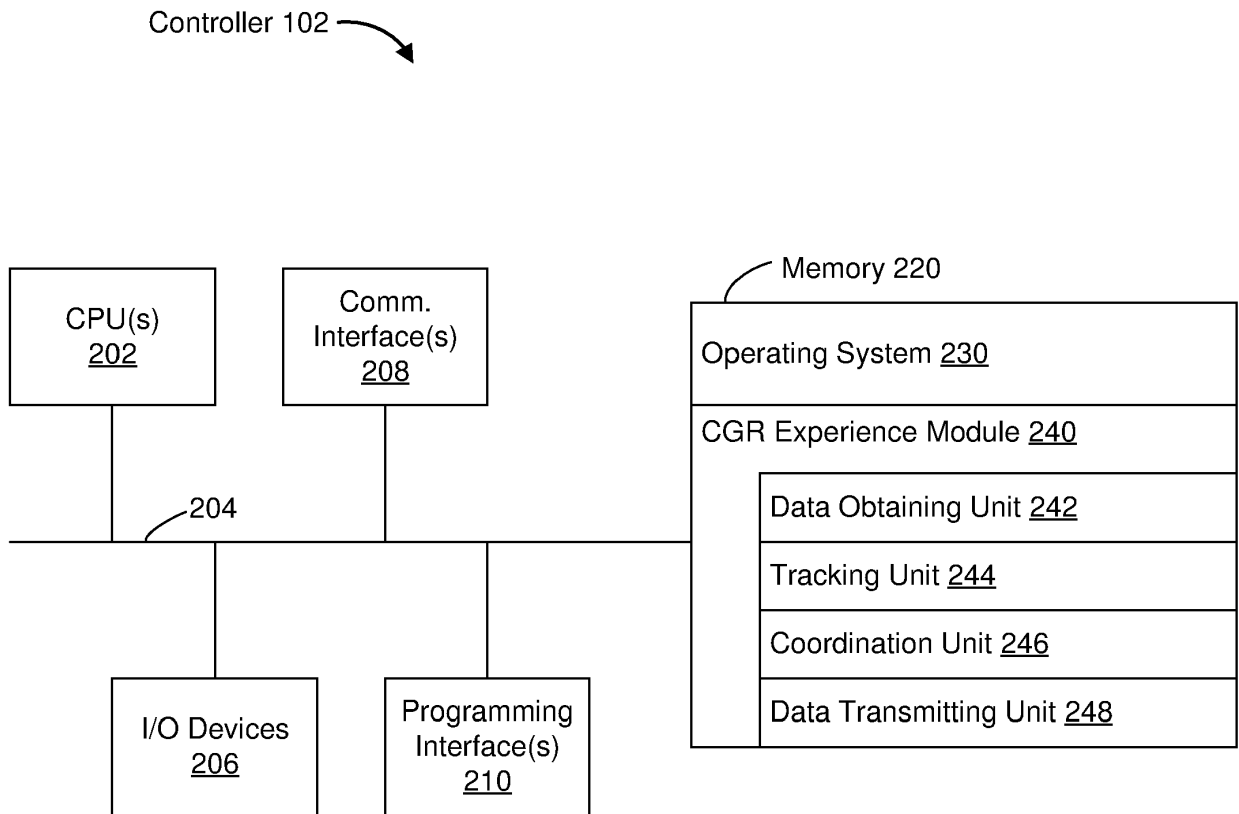 Controller 102
Memory 220
CPU(s)
202
Comm.
Interface(s)
208
Operating System 230
CGR Experience Module 240
Data Obtaining Unit 242
Tracking Unit 244
Coordination Unit 246
Data Transmitting Unit 248
204
I/O Devices
206
Programming
Interface(s)
210